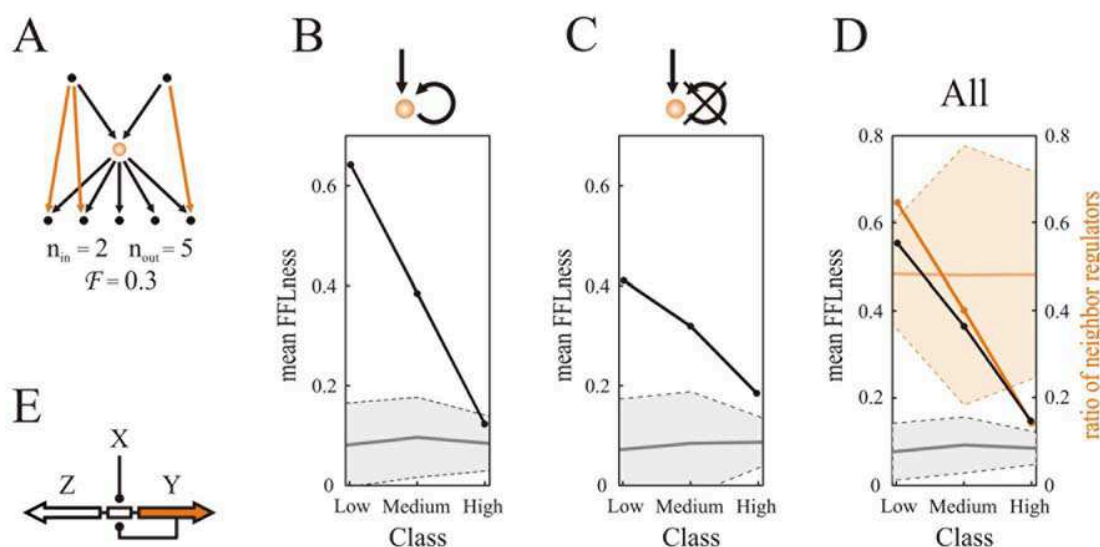 A
n_in = 2 n_out = 5
ℱ = 0.3
B
mean FFLness
0.6
0.4
0.2
0
Low Medium High
Class
C
mean FFLness
0.6
0.4
0.2
0
Low Medium High
Class
D
All
mean FFLness
0.8
0.6
0.4
0.2
0
0.8
0.6
0.4
0.2
0
ratio of neighbor regulators
Low Medium High
Class
E
X
Z Y